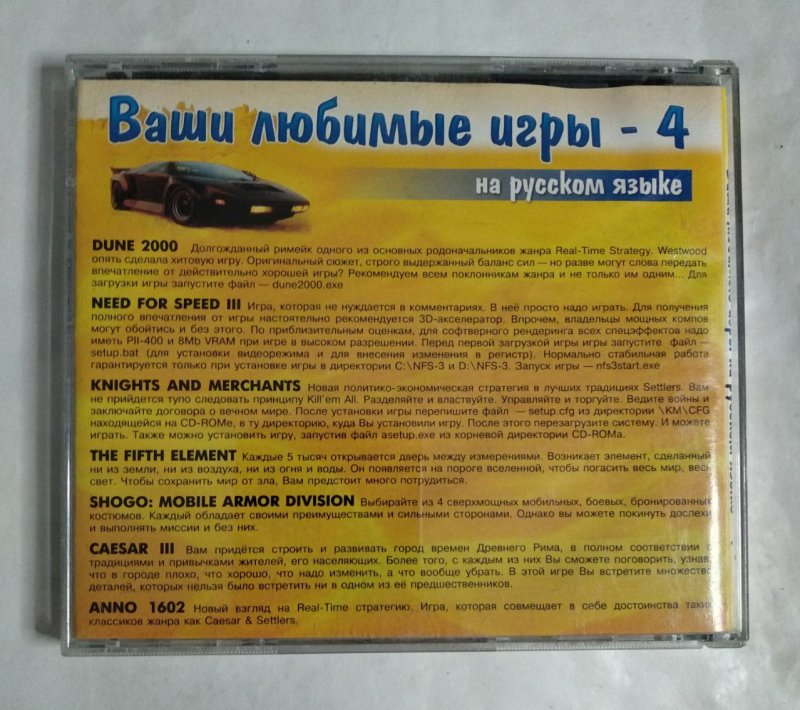 Ваши любимые игры - 4
на русском языке
DUNE 2000 Долгожданный римейк одного из основных родоначальников жанра Real-Time Strategy. Westwood
опять сделала хитовую игру. Оригинальный сюжет, строго выдержанный баланс сил — но разве могут слова передать
впечатление от действительно хорошей игры? Рекомендуем всем поклонникам жанра и не только им одним... Для
загрузки игры запустите файл — dune2000.exe
NEED FOR SPEED III Игра, которая не нуждается в комментариях. В неё просто надо играть. Для получения
полного впечатления от игры настоятельно рекомендуется 3D-акселератор. Впрочем, владельцы мощных компов
могут обойтись и без этого. По приблизительным оценкам, для софтверного рендеринга всех спецэффектов надо
иметь PII-400 и 8Mb VRAM при игре в высоком разрешении. Перед первой загрузкой игры игры запустите файл —
setup.bat (для установки видеорежима и для внесения изменения в регистр). Нормально стабильная работа
гарантируется только при установке игры в директории C:\NFS-3 и D:\NFS-3. Запуск игры — nfs3start.exe
KNIGHTS AND MERCHANTS Новая политико-экономическая стратегия в лучших традициях Settlers. Вам
не прийдется тупо следовать принципу Kill'em All. Разделяйте и властвуйте. Управляйте и торгуйте. Ведите войны и
заключайте договора о вечном мире. После установки игры перепишите файл — setup.cfg из директории \KM\CFG
находящейся на CD-ROMe, в ту директорию, куда Вы установили игру. После этого перезагрузите систему. И можете
играть. Также можно установить игру, запустив файл asetup.exe из корневой директории CD-ROMa.
THE FIFTH ELEMENT Каждые 5 тысяч открывается дверь между измерениями. Возникает элемент, сделанный
ни из земли, ни из воздуха, ни из огня и воды. Он появляется на пороге вселенной, чтобы погасить весь мир, весь
свет. Чтобы сохранить мир от зла, Вам предстоит много потрудиться.
SHOGO: MOBILE ARMOR DIVISION Выбирайте из 4 сверхмощных мобильных, боевых, бронированных
костюмов. Каждый обладает своими преимуществами и сильными сторонами. Однако вы можете покинуть доспехи
и выполнять миссии и без них.
CAESAR III Вам придётся строить и развивать город времен Древнего Рима, в полном соответствии с
традициями и привычками жителей, его населяющих. Более того, с каждым из них Вы сможете поговорить, узнав,
что в городе плохо, что хорошо, что надо изменить, а что вообще убрать. В этой игре Вы встретите множество
деталей, которых нельзя было встретить ни в одном из её предшественников.
ANNO 1602 Новый взгляд на Real-Time стратегию. Игра, которая совмещает в себе достоинства таких
классиков жанра как Caesar & Settlers.